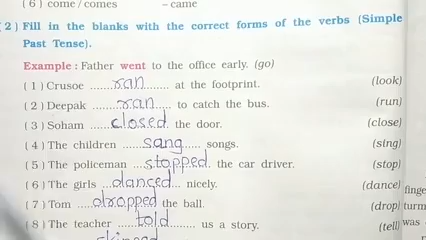 (6) come / comes – came
(2) Fill in the blanks with the correct forms of the verbs (Simple
Past Tense).
Example : Father went to the office early. (go)
(1) Crusoe ......ran...... at the footprint. (look)
(2) Deepak ......ran...... to catch the bus. (run)
(3) Soham ....closed. the door. (close)
(4) The children ....sang..... songs. (sing)
(5) The policeman ...stopped. the car driver. (stop)
(6) The girls ..danced... nicely. (dance)
(7) Tom ....dropped the ball. (drop)
(8) The teacher ....told..... us a story. (tell)
finge
turm
was